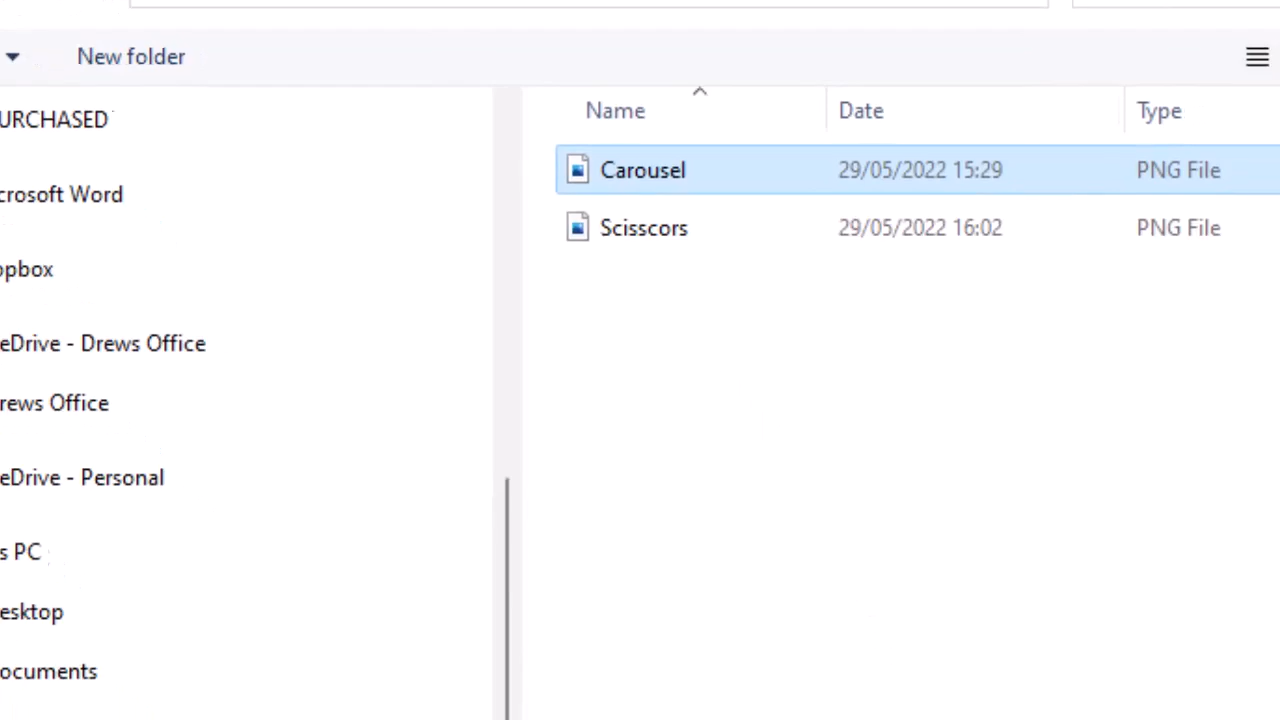 New folder
URCHASED
crosoft Word
opbox
eDrive - Drews Office
rews Office
eDrive - Personal
s PC
esktop
ocuments
Name Date Type
Carousel 29/05/2022 15:29 PNG File
Scisscors 29/05/2022 16:02 PNG File